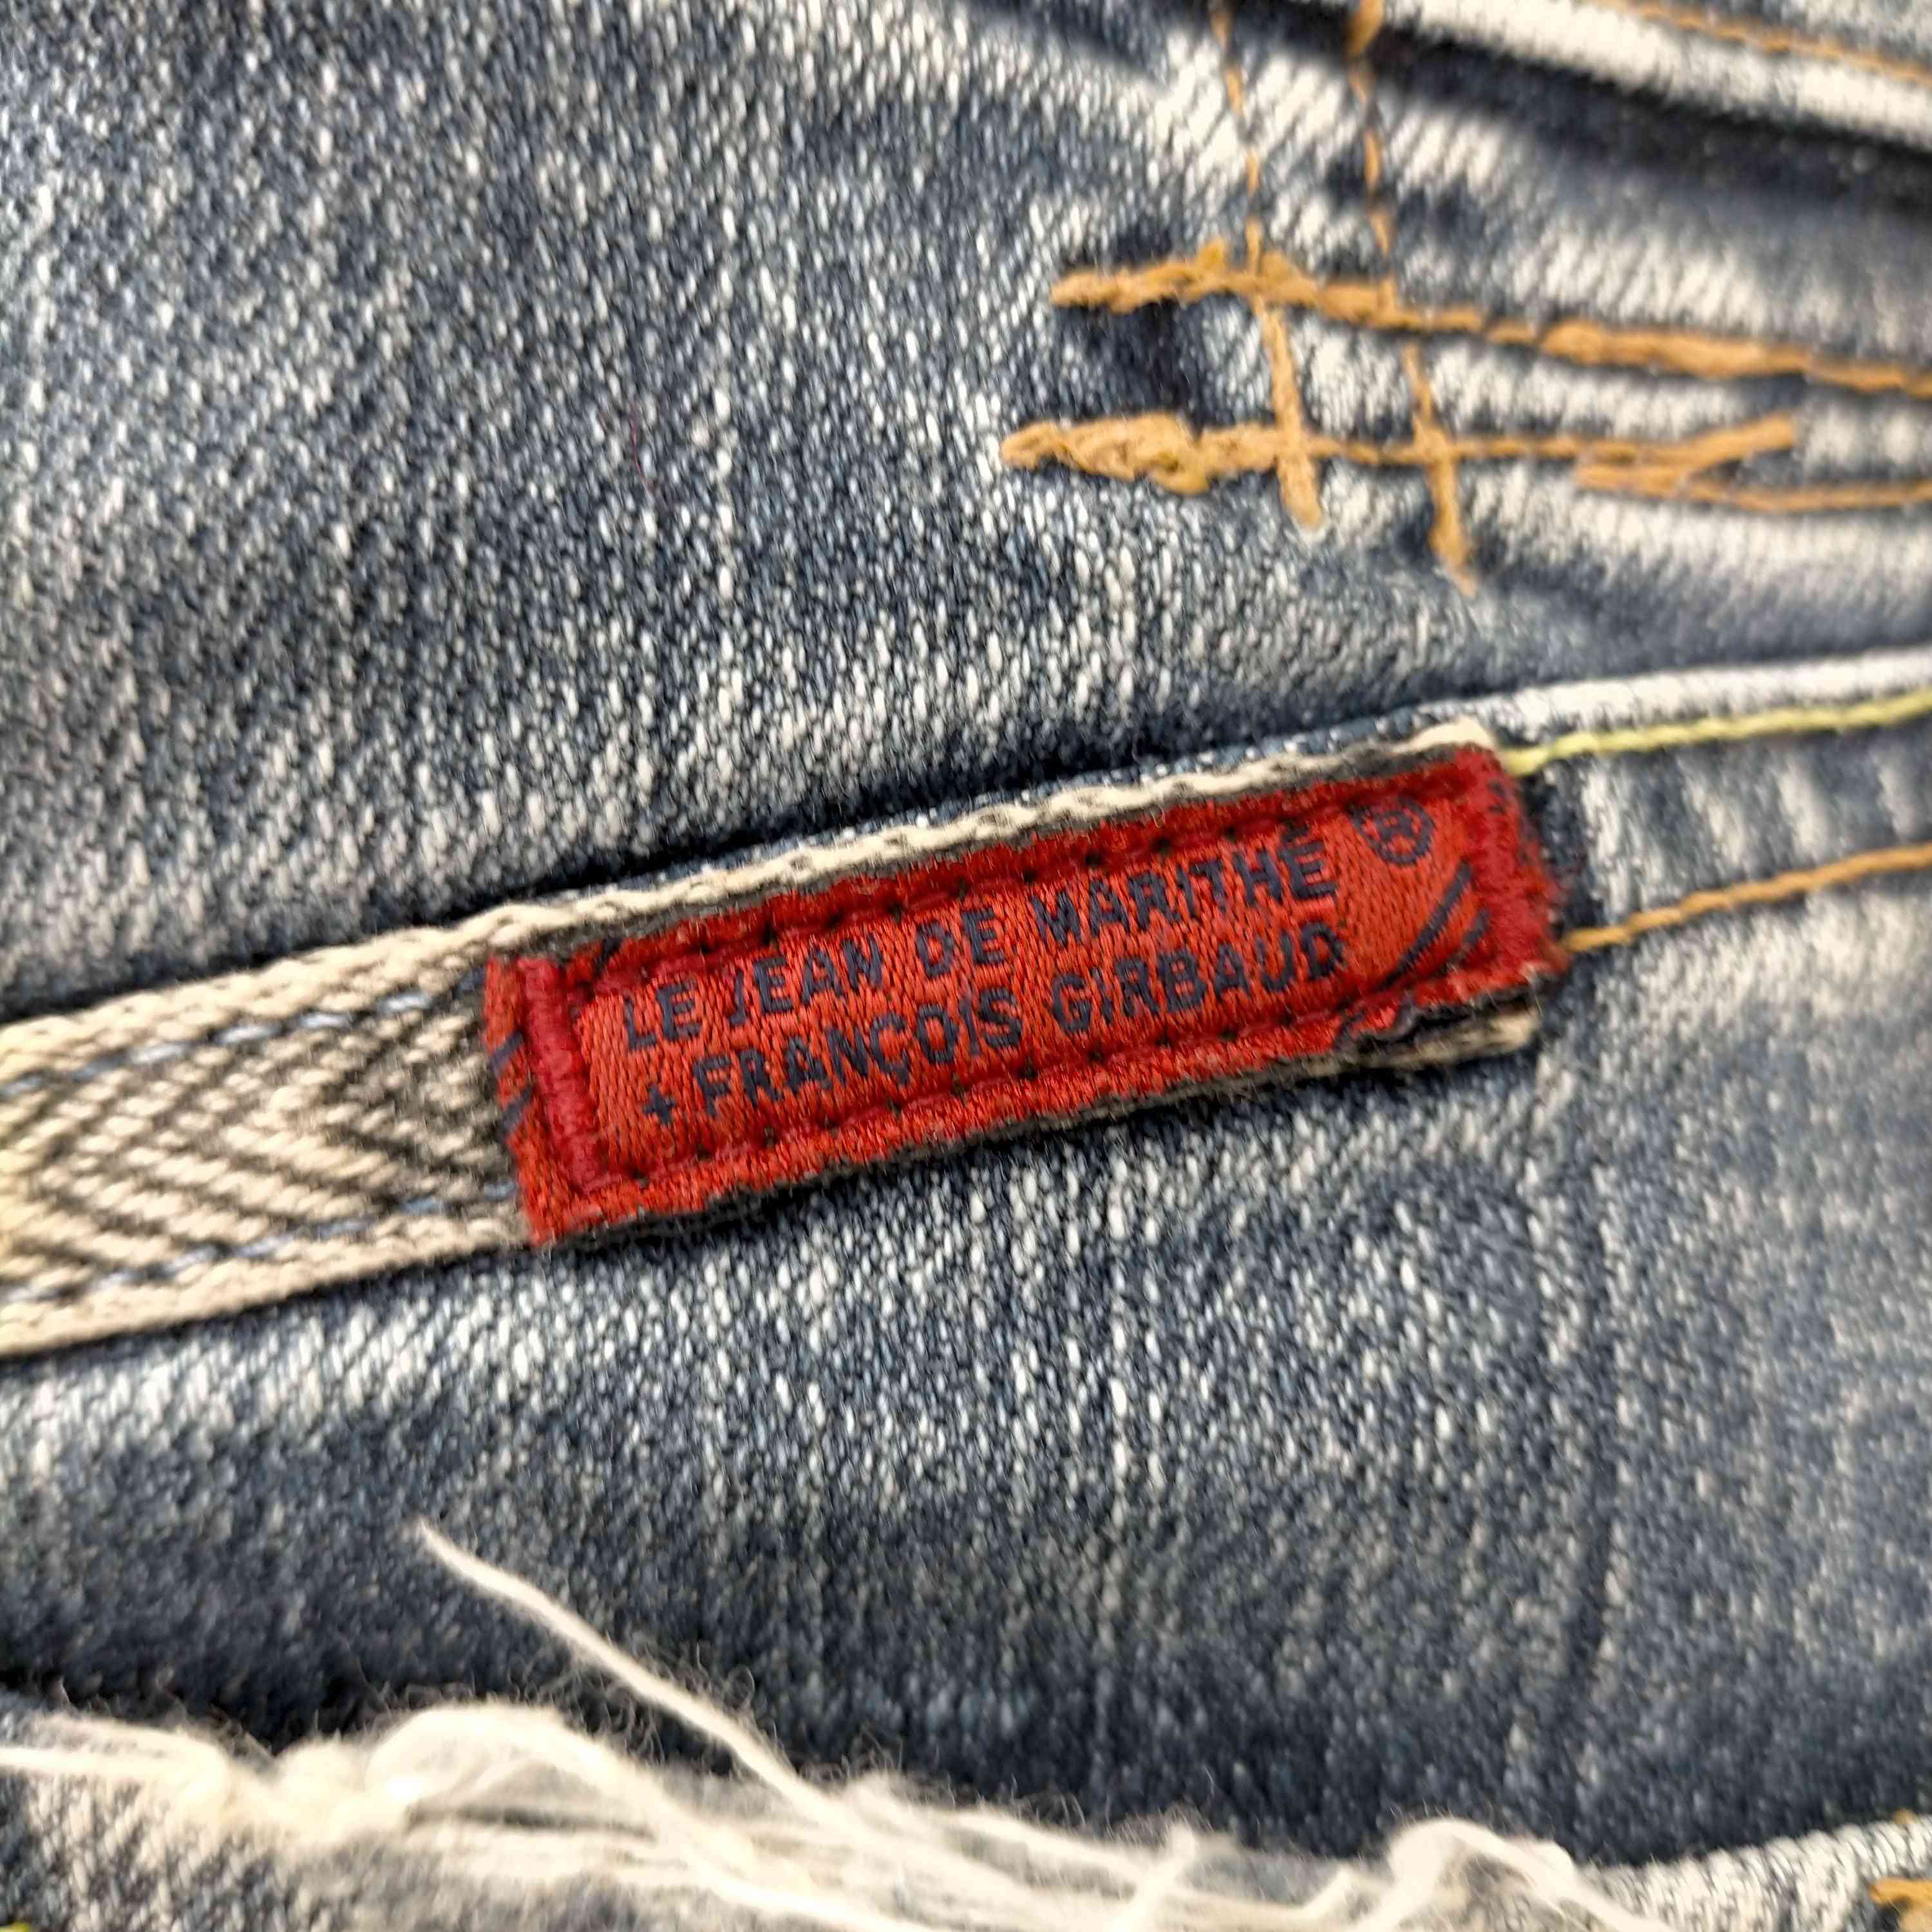 LE JEAN DE MARITHÉ ®
+ FRANÇOIS GIRBAUD